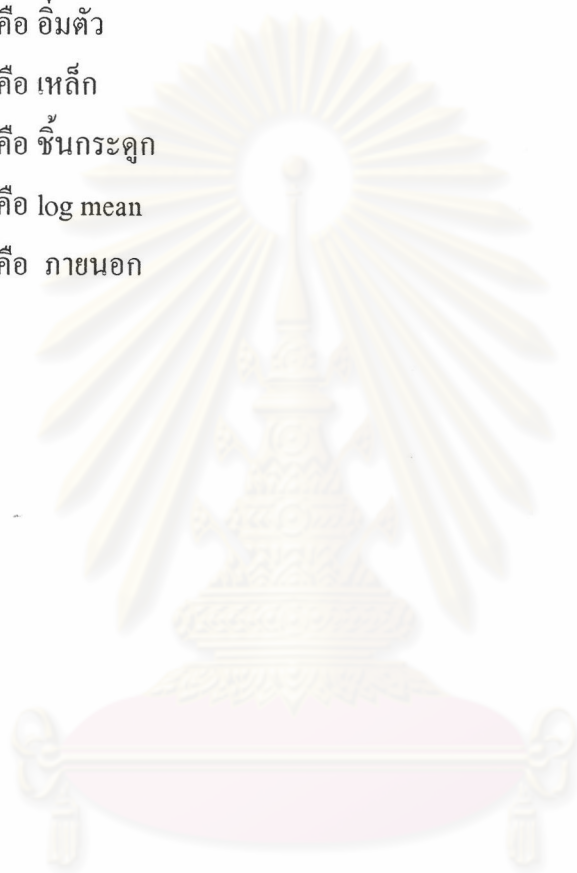 คือ อิ่มตัว
คือ เหล็ก
คือ ชิ้นกระดูก
คือ log mean
คือ ภายนอก